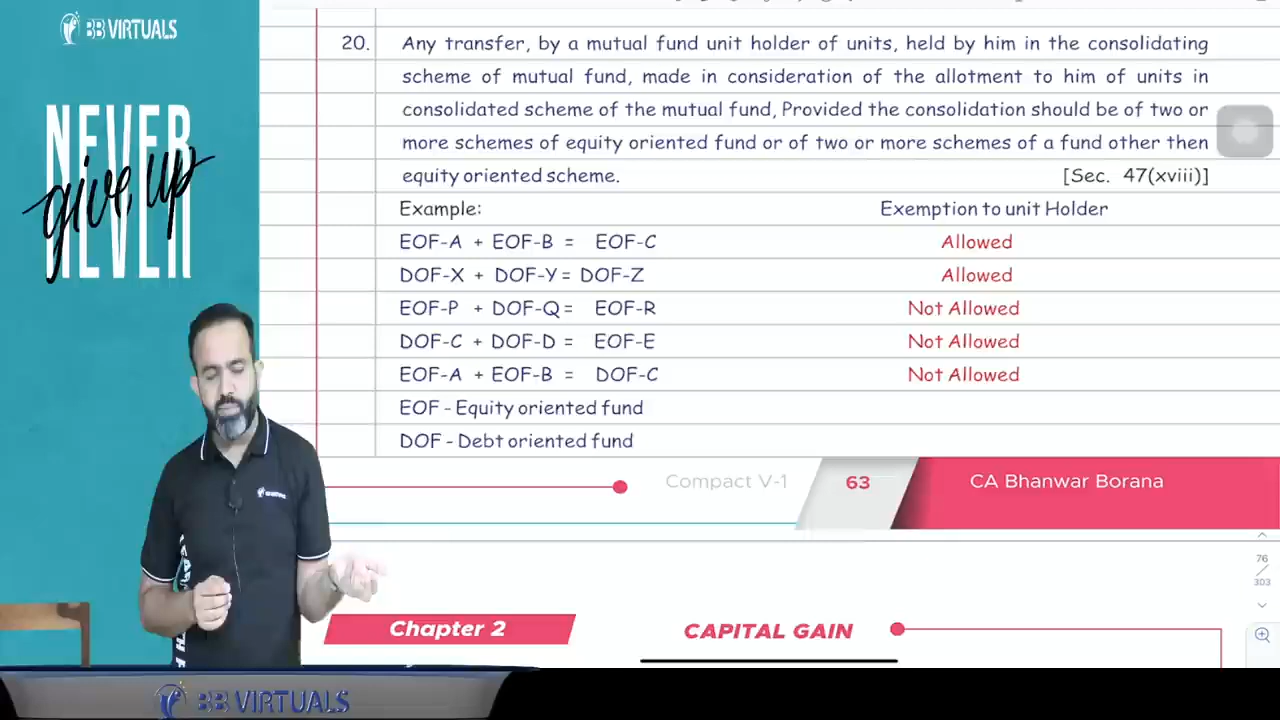 BB VIRTUALS
NEVER
give up
NEVER
20. Any transfer, by a mutual fund unit holder of units, held by him in the consolidating
scheme of mutual fund, made in consideration of the allotment to him of units in
consolidated scheme of the mutual fund, Provided the consolidation should be of two or
more schemes of equity oriented fund or of two or more schemes of a fund other then
equity oriented scheme. [Sec. 47(xviii)]
Example: Exemption to unit Holder
EOF-A + EOF-B = EOF-C Allowed
DOF-X + DOF-Y = DOF-Z Allowed
EOF-P + DOF-Q = EOF-R Not Allowed
DOF-C + DOF-D = EOF-E Not Allowed
EOF-A + EOF-B = DOF-C Not Allowed
EOF - Equity oriented fund
DOF - Debt oriented fund
Compact V-1 63 CA Bhanwar Borana
76
303
Chapter 2 CAPITAL GAIN
BB VIRTUALS